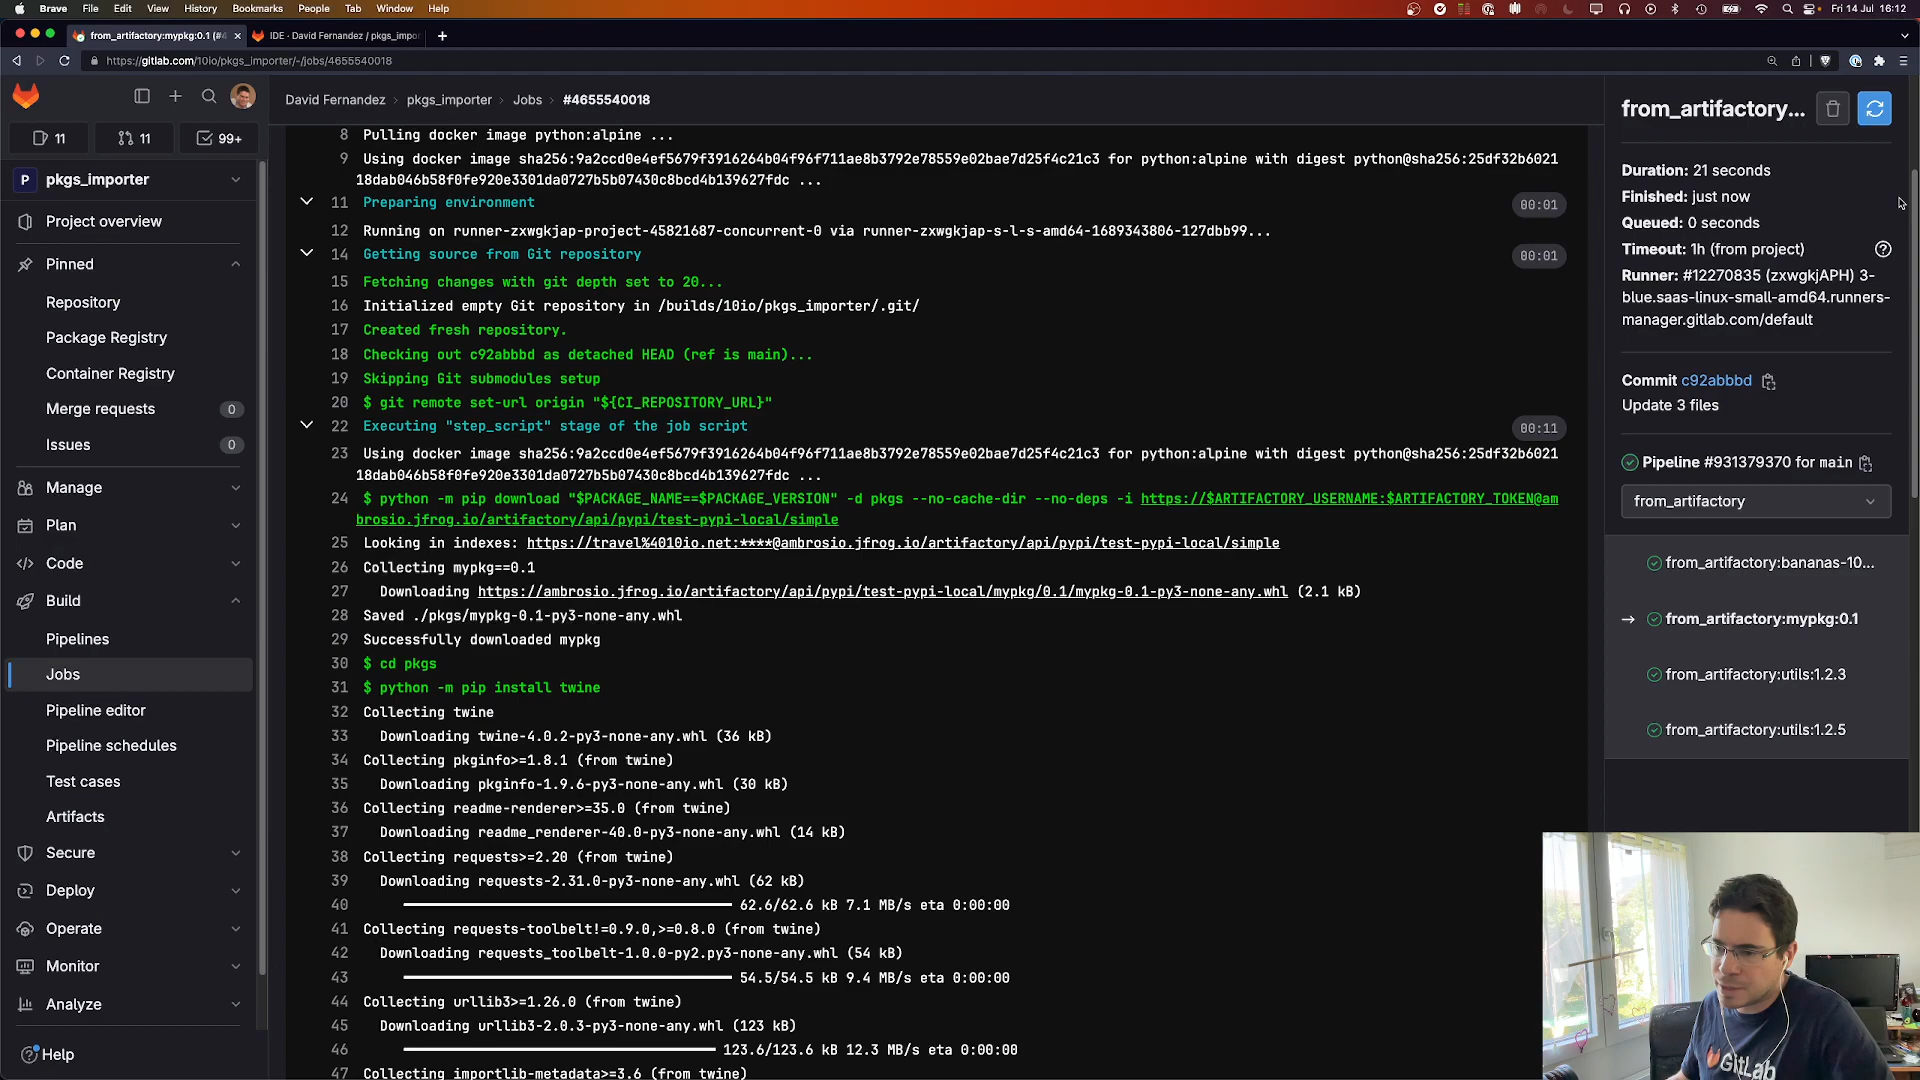 Brave File Edit View History Bookmarks People Tab Window Help
Fri 14 Jul 16:12
from_artifactory:mypkg:0.1 (#4
IDE · David Fernandez / pkgs_impo
https://gitlab.com/10io/pkgs_importer/-/jobs/4655540018
11
11
99+
P pkgs_importer
Project overview
Pinned
Repository
Package Registry
Container Registry
Merge requests 0
Issues 0
Manage
Plan
Code
Build
Pipelines
Jobs
Pipeline editor
Pipeline schedules
Test cases
Artifacts
Secure
Deploy
Operate
Monitor
Analyze
Help
David Fernandez > pkgs_importer > Jobs > #4655540018
8 Pulling docker image python:alpine ...
9 Using docker image sha256:9a2ccd0e4ef5679f3916264b04f96f711ae8b3792e78559e02bae7d25f4c21c3 for python:alpine with digest python@sha256:25df32b6021
18dab046b58f0fe920e3301da0727b5b07430c8bcd4b139627fdc ...
11 Preparing environment 00:01
12 Running on runner-zxwgkjap-project-45821687-concurrent-0 via runner-zxwgkjap-s-l-s-amd64-1689343806-127dbb99...
14 Getting source from Git repository 00:01
15 Fetching changes with git depth set to 20...
16 Initialized empty Git repository in /builds/10io/pkgs_importer/.git/
17 Created fresh repository.
18 Checking out c92abbbd as detached HEAD (ref is main)...
19 Skipping Git submodules setup
20 $ git remote set-url origin "${CI_REPOSITORY_URL}"
22 Executing "step_script" stage of the job script 00:11
23 Using docker image sha256:9a2ccd0e4ef5679f3916264b04f96f711ae8b3792e78559e02bae7d25f4c21c3 for python:alpine with digest python@sha256:25df32b6021
18dab046b58f0fe920e3301da0727b5b07430c8bcd4b139627fdc ...
24 $ python -m pip download "$PACKAGE_NAME==$PACKAGE_VERSION" -d pkgs --no-cache-dir --no-deps -i https://$ARTIFACTORY_USERNAME:$ARTIFACTORY_TOKEN@am
brosio.jfrog.io/artifactory/api/pypi/test-pypi-local/simple
25 Looking in indexes: https://travel%4010io.net:****@ambrosio.jfrog.io/artifactory/api/pypi/test-pypi-local/simple
26 Collecting mypkg==0.1
27 Downloading https://ambrosio.jfrog.io/artifactory/api/pypi/test-pypi-local/mypkg/0.1/mypkg-0.1-py3-none-any.whl (2.1 kB)
28 Saved ./pkgs/mypkg-0.1-py3-none-any.whl
29 Successfully downloaded mypkg
30 $ cd pkgs
31 $ python -m pip install twine
32 Collecting twine
33 Downloading twine-4.0.2-py3-none-any.whl (36 kB)
34 Collecting pkginfo>=1.8.1 (from twine)
35 Downloading pkginfo-1.9.6-py3-none-any.whl (30 kB)
36 Collecting readme-renderer>=35.0 (from twine)
37 Downloading readme_renderer-40.0-py3-none-any.whl (14 kB)
38 Collecting requests>=2.20 (from twine)
39 Downloading requests-2.31.0-py3-none-any.whl (62 kB)
40 62.6/62.6 kB 7.1 MB/s eta 0:00:00
41 Collecting requests-toolbelt!=0.9.0,>=0.8.0 (from twine)
42 Downloading requests_toolbelt-1.0.0-py2.py3-none-any.whl (54 kB)
43 54.5/54.5 kB 9.4 MB/s eta 0:00:00
44 Collecting urllib3>=1.26.0 (from twine)
45 Downloading urllib3-2.0.3-py3-none-any.whl (123 kB)
46 123.6/123.6 kB 12.3 MB/s eta 0:00:00
47 Collecting importlib-metadata>=3.6 (from twine)
from_artifactory...
Duration: 21 seconds
Finished: just now
Queued: 0 seconds
Timeout: 1h (from project)
Runner: #12270835 (zxwgkjAPH) 3-
blue.saas-linux-small-amd64.runners-
manager.gitlab.com/default
Commit c92abbbd
Update 3 files
Pipeline #931379370 for main
from_artifactory
from_artifactory:bananas-10...
→ from_artifactory:mypkg:0.1
from_artifactory:utils:1.2.3
from_artifactory:utils:1.2.5
GitLab